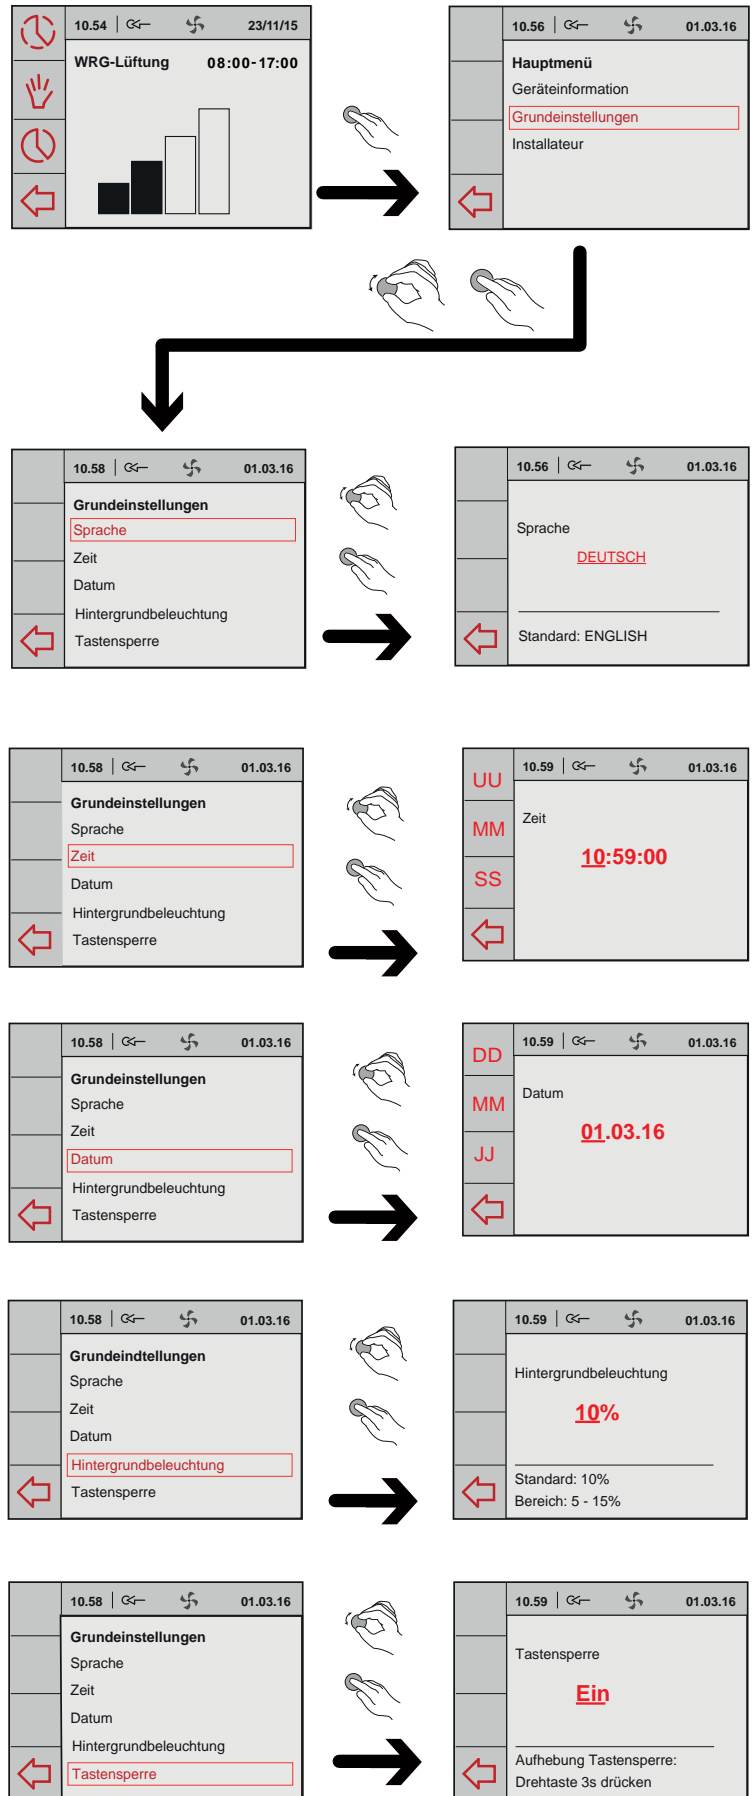 10.54
23/11/15
WRG-Lüftung
08:00-17:00
10.56
01.03.16
Hauptmenü
Geräteinformation
Grundeinstellungen
Installateur
10.58
01.03.16
Grundeinstellungen
Sprache
Zeit
Datum
Hintergrundbeleuchtung
Tastensperre
10.56
01.03.16
Sprache
DEUTSCH
Standard: ENGLISH
10.58
01.03.16
Grundeinstellungen
Sprache
Zeit
Datum
Hintergrundbeleuchtung
Tastensperre
UU
MM
SS
10.59
01.03.16
Zeit
10:59:00
10.58
01.03.16
Grundeinstellungen
Sprache
Zeit
Datum
Hintergrundbeleuchtung
Tastensperre
DD
MM
JJ
10.59
01.03.16
Datum
01.03.16
10.58
01.03.16
Grundeindtellungen
Sprache
Zeit
Datum
Hintergrundbeleuchtung
Tastensperre
10.59
01.03.16
Hintergrundbeleuchtung
10%
Standard: 10%
Bereich: 5 - 15%
10.58
01.03.16
Grundeinstellungen
Sprache
Zeit
Datum
Hintergrundbeleuchtung
Tastensperre
10.59
01.03.16
Tastensperre
Ein
Aufhebung Tastensperre:
Drehtaste 3s drücken